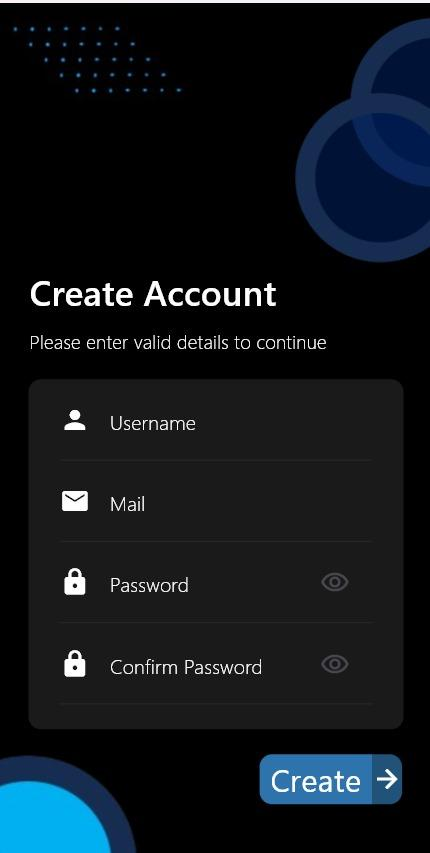 Create Account
Please enter valid details to continue
Username
Mail
Password
Confirm Password
Create